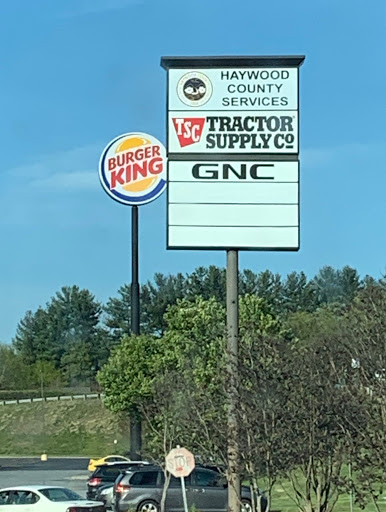 HAYWOOD
COUNTY
SERVICES
TSC TRACTOR
SUPPLY CO
GNC
BURGER
KING